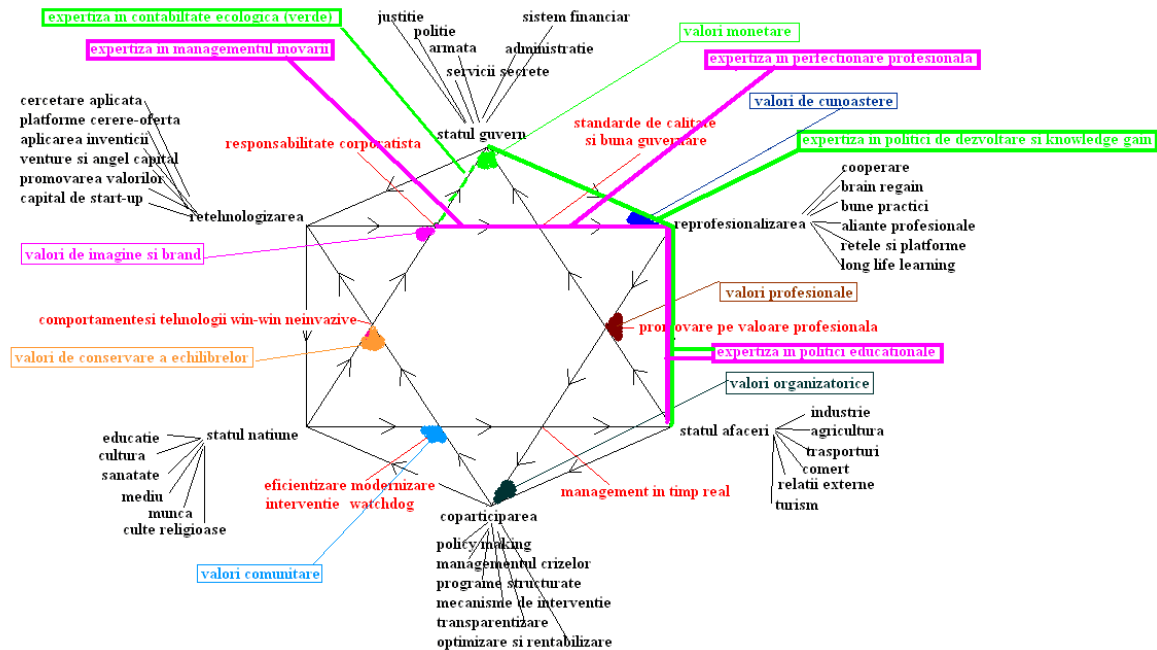 expertiza in contabiltate ecologica (verde)
expertiza in managementul inovarii
justitie
politie
armata
servicii secrete
sistem financiar
administratie
valori monetare
expertiza in perfectionare profesionala
valori de cunoastere
expertiza in politici de dezvoltare si knowledge gain
cercetare aplicata
platforme cerere-oferta
aplicarea inventicii
venture si angel capital
promovarea valorilor
capital de start-up
retehnologizarea
responsabilitate corporatista
statul guvern
standarde de calitate
si buna guvernare
cooperare
brain regain
bune practici
aliante profesionale
retele si platforme
long life learning
reprofesionalizarea
valori de imagine si brand
valori profesionale
comportamentesi tehnologii win-win neinvazive
promovare pe valoare profesionala
valori de conservare a echilibrelor
expertiza in politici educationale
valori organizatorice
educatie
cultura
sanatate
mediu
munca
culte religioase
statul natiune
statul afaceri
industrie
agricultura
trasporturi
comert
relatii externe
turism
eficientizare modernizare
interventie watchdog
management in timp real
coparticiparea
valori comunitare
policy making
managementul crizelor
programe structurate
mecanisme de interventie
transparentizare
optimizare si rentabilizare